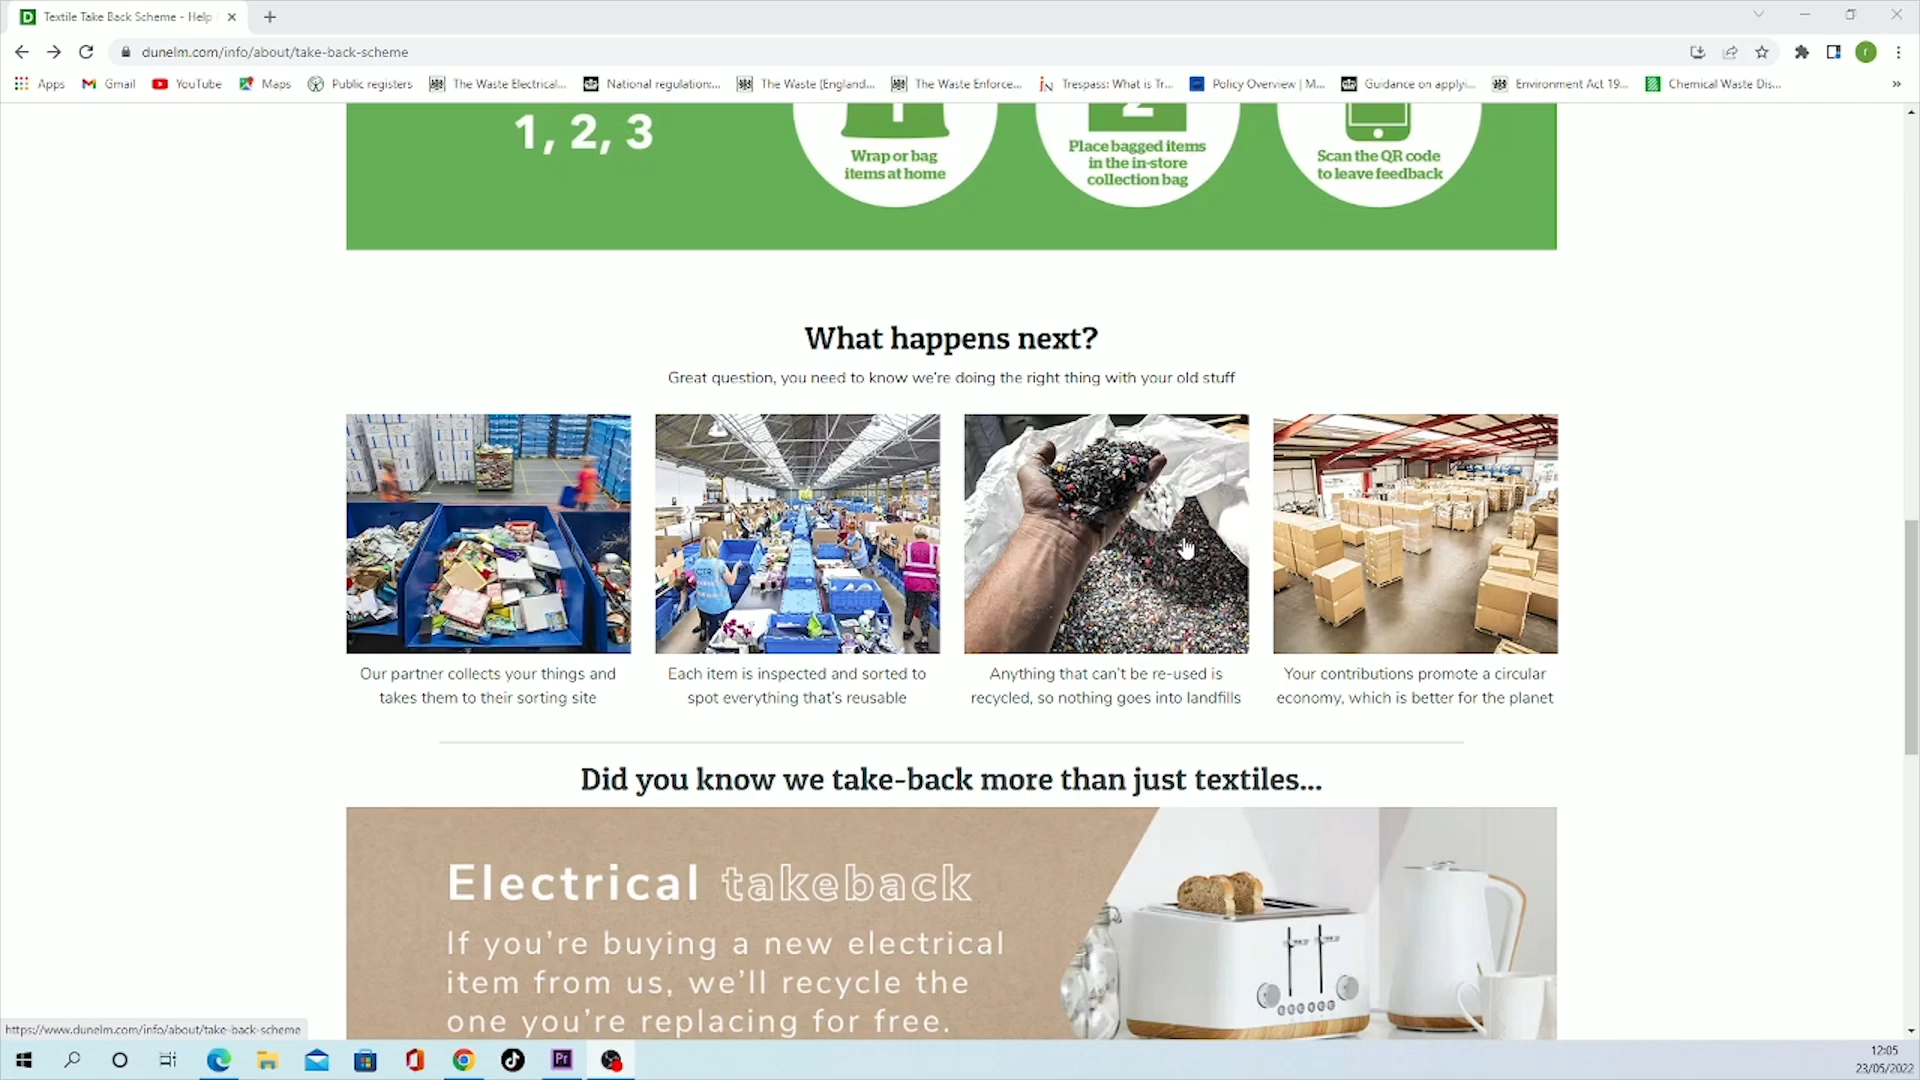 Textile Take Back Scheme - Help
dunelm.com/info/about/take-back-scheme
Apps Gmail YouTube Maps Public registers The Waste Electrical... National regulation:... The Waste (England... The Waste Enforce... Trespass: What is Tr... Policy Overview | M... Guidance on applyi... Environment Act 19... Chemical Waste Dis...
1, 2, 3
1
2
Wrap or bag
items at home
Place bagged items
in the in-store
collection bag
Scan the QR code
to leave feedback
What happens next?
Great question, you need to know we're doing the right thing with your old stuff
Our partner collects your things and
takes them to their sorting site
Each item is inspected and sorted to
spot everything that's reusable
Anything that can't be re-used is
recycled, so nothing goes into landfills
Your contributions promote a circular
economy, which is better for the planet
Did you know we take-back more than just textiles...
Electrical takeback
If you're buying a new electrical
item from us, we'll recycle the
one you're replacing for free.
https://www.dunelm.com/info/about/take-back-scheme
Pr
12:05
23/05/2022